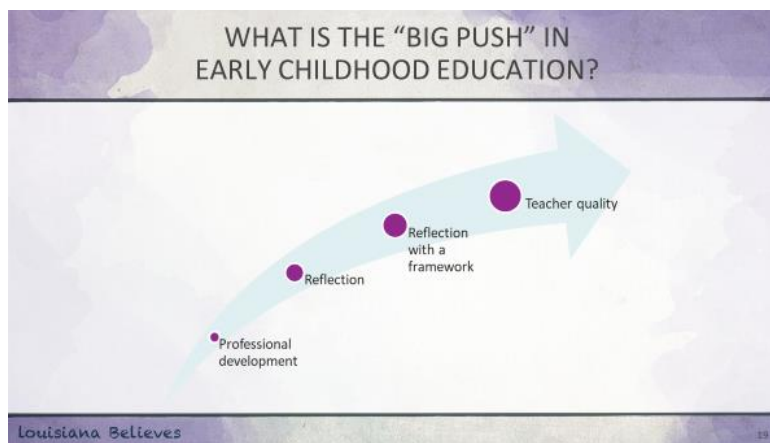 WHAT IS THE “BIG PUSH” IN
EARLY CHILDHOOD EDUCATION?
Teacher quality
Reflection
with a
framework
Reflection
Professional
development
Louisiana Believes